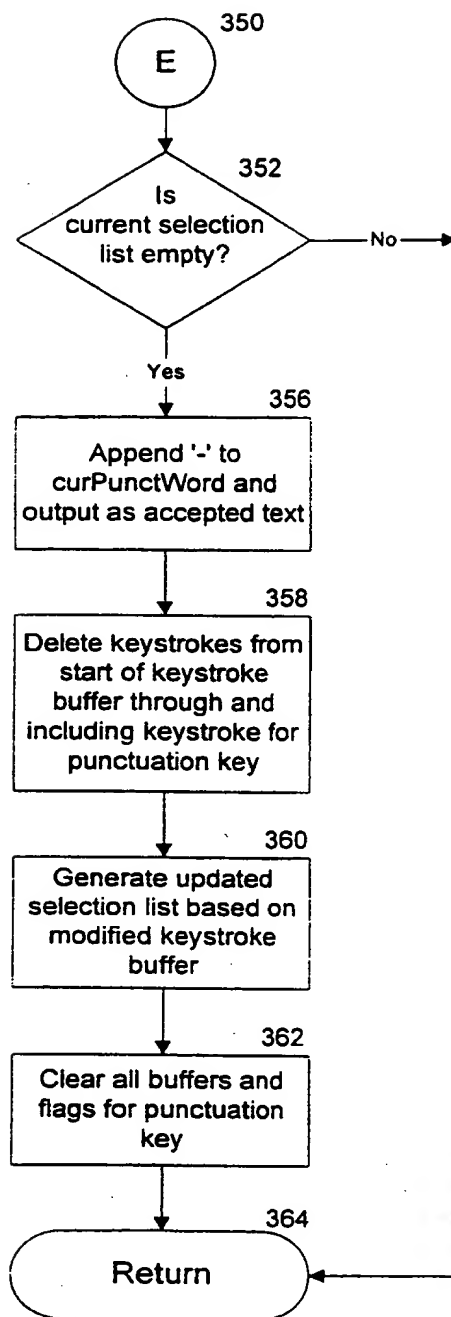 350
E
352
Is
current selection
list empty?
No
Yes
356
Append '-' to
curPunctWord and
output as accepted text
358
Delete keystrokes from
start of keystroke
buffer through and
including keystroke for
punctuation key
360
Generate updated
selection list based on
modified keystroke
buffer
362
Clear all buffers and
flags for punctuation
key
364
Return